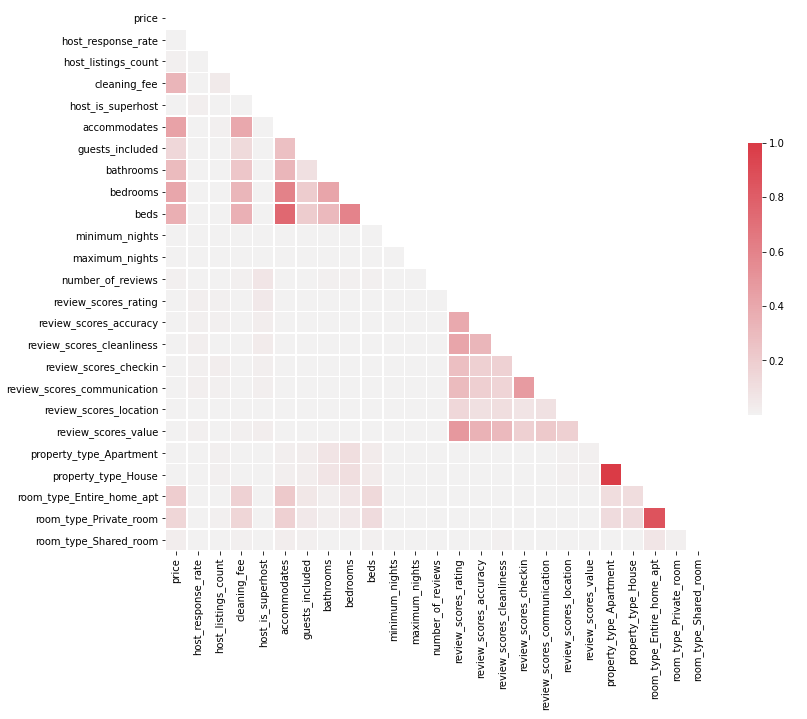 price
host_response_rate
host_listings_count
cleaning_fee
host_is_superhost
accommodates
guests_included
bathrooms
bedrooms
beds
minimum_nights
maximum_nights
number_of_reviews
review_scores_rating
review_scores_accuracy
review_scores_cleanliness
review_scores_checkin
review_scores_communication
review_scores_location
review_scores_value
property_type_Apartment
property_type_House
room_type_Entire_home_apt
room_type_Private_room
room_type_Shared_room
price
host_response_rate
host_listings_count
cleaning_fee
host_is_superhost
accommodates
guests_included
bathrooms
bedrooms
beds
minimum_nights
maximum_nights
number_of_reviews
review_scores_rating
review_scores_accuracy
review_scores_cleanliness
review_scores_checkin
review_scores_communication
review_scores_location
review_scores_value
property_type_Apartment
property_type_House
room_type_Entire_home_apt
room_type_Private_room
room_type_Shared_room
1.0
0.8
0.6
0.4
0.2